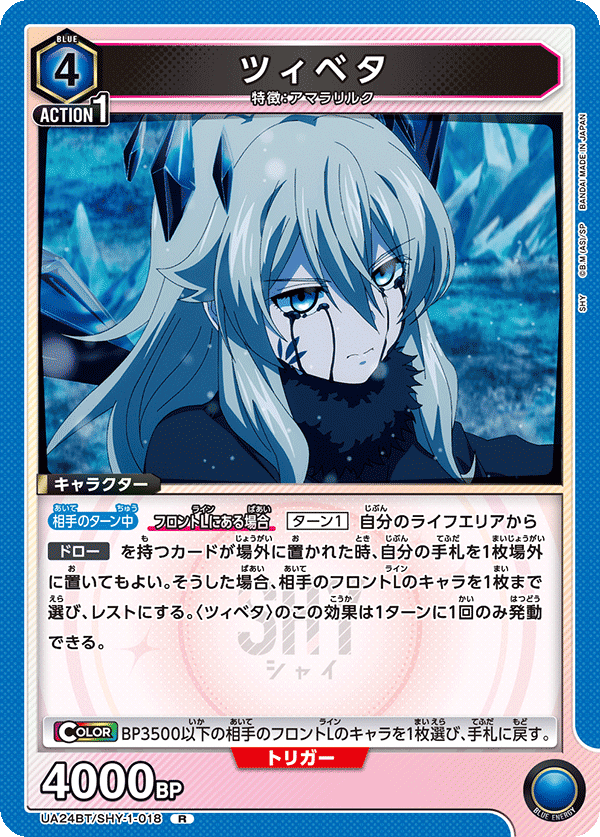 BLUE
4
ACTION 1
ツィベタ
特徴:アマラリルク
SHY ©B.M(AS)/SP BANDAI MADE IN JAPAN
キャラクター
相手のターン中 フロントLにある場合 ターン1 自分のライフエリアから
ドロー を持つカードが場外に置かれた時、自分の手札を1枚場外
に置いてもよい。そうした場合、相手のフロントLのキャラを1枚まで
選び、レストにする。〈ツィベタ〉のこの効果は1ターンに1回のみ発動
できる。
SHY
シャイ
COLOR BP3500以下の相手のフロントLのキャラを1枚選び、手札に戻す。
トリガー
4000BP
UA24BT/SHY-1-018 R
BLUE ENERGY